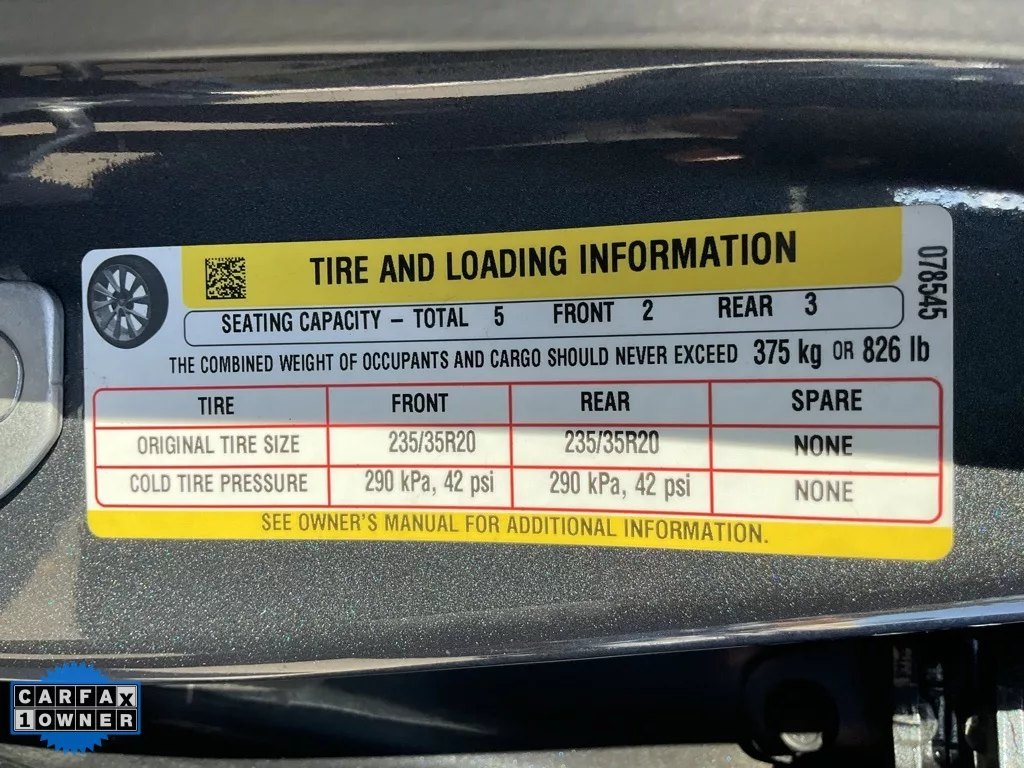 TIRE AND LOADING INFORMATION
078545
SEATING CAPACITY – TOTAL 5 FRONT 2 REAR 3
THE COMBINED WEIGHT OF OCCUPANTS AND CARGO SHOULD NEVER EXCEED 375 kg OR 826 lb
TIRE FRONT REAR SPARE
ORIGINAL TIRE SIZE 235/35R20 235/35R20 NONE
COLD TIRE PRESSURE 290 kPa, 42 psi 290 kPa, 42 psi NONE
SEE OWNER'S MANUAL FOR ADDITIONAL INFORMATION.
CARFAX
1 OWNER